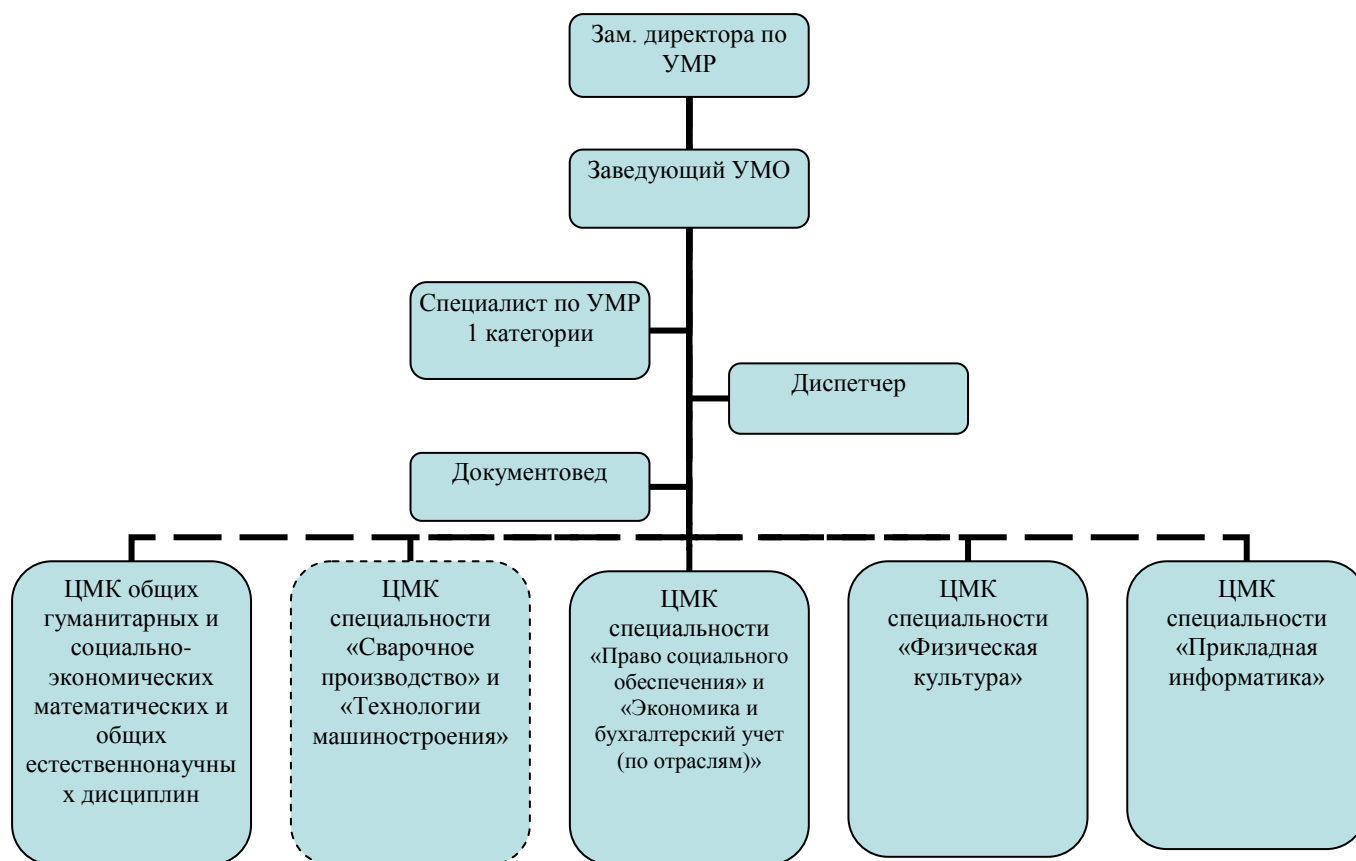 Зам. директора по
УМР
Заведующий УМО
Специалист по УМР
1 категории
Диспетчер
Документовед
ЦМК общих
гуманитарных и
социально-
экономических
математических и
общих
естественнонаучны
х дисциплин
ЦМК
специальности
«Сварочное
производство» и
«Технологии
машиностроения»
ЦМК
специальности
«Право социального
обеспечения» и
«Экономика и
бухгалтерский учет
(по отраслям)»
ЦМК
специальности
«Физическая
культура»
ЦМК
специальности
«Прикладная
информатика»